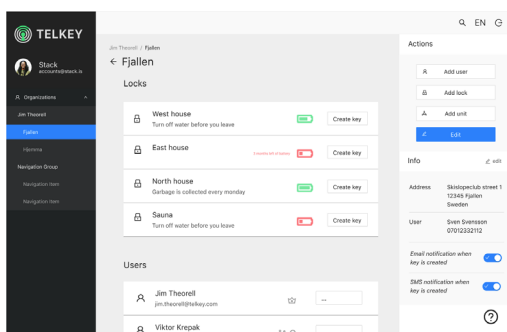 TELKEY
Stack
accounts@stack.is
Organizations
Jim Theorell
Fjallen
Hemma
Navigation Group
Navigation Item
Navigation Item
EN
Jim Theorell / Fjallen
Fjallen
Locks
West house
Turn off water before you leave
Create key
East house
Create key
North house
Garbage is collected every monday
Create key
Sauna
Turn off water before you leave
Create key
Users
Jim Theorell
jim.theorell@telkey.com
...
Viktor Krepak
Actions
Add user
Add lock
Add unit
Edit
Info
edit
Address
Skislopeclub street 1
12345 Fjallen
Sweden
User
Sven Svensson
07012332112
Email notification when
key is created
SMS notification when
key is created